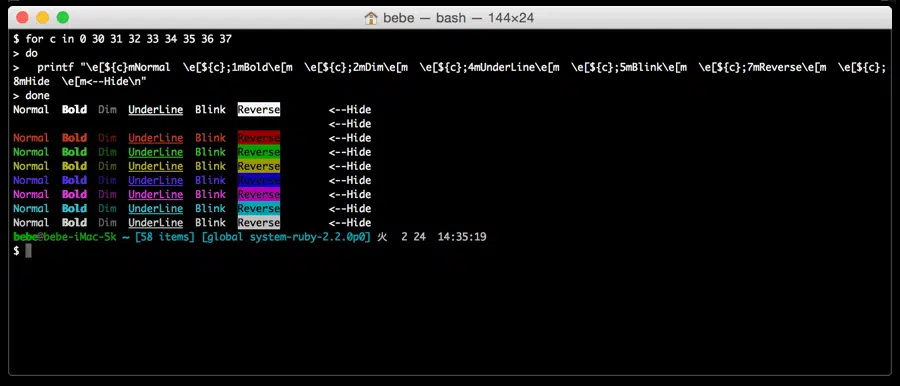 bebe — bash — 144×24
$ for c in 0 30 31 32 33 34 35 36 37
> do
>   printf "\e[${c}mNormal  \e[${c};1mBold\e[m  \e[${c};2mDim\e[m  \e[${c};4mUnderLine\e[m  \e[${c};5mBlink\e[m  \e[${c};7mReverse\e[m  \e[${c};
8mHide  \e[m<--Hide\n"
> done
Normal  Bold  Dim  UnderLine  Blink  Reverse        <--Hide
<--Hide
Normal  Bold  Dim  UnderLine  Blink  Reverse        <--Hide
Normal  Bold  Dim  UnderLine  Blink  Reverse        <--Hide
Normal  Bold  Dim  UnderLine  Blink  Reverse        <--Hide
Normal  Bold  Dim  UnderLine  Blink  Reverse        <--Hide
Normal  Bold  Dim  UnderLine  Blink  Reverse        <--Hide
Normal  Bold  Dim  UnderLine  Blink  Reverse        <--Hide
Normal  Bold  Dim  UnderLine  Blink  Reverse        <--Hide
bebe@bebe-iMac-5k ~ [58 items] [global system-ruby-2.2.0p0] 火  2 24  14:35:19
$